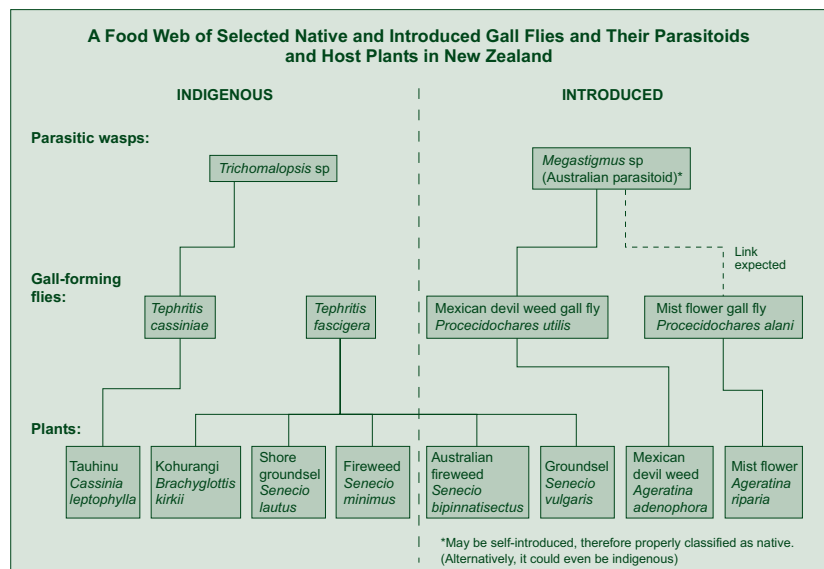 A Food Web of Selected Native and Introduced Gall Flies and Their Parasitoids
and Host Plants in New Zealand
INDIGENOUS
INTRODUCED
Parasitic wasps:
Trichomalopsis sp
Megastigmus sp
(Australian parasitoid)*
Link
expected
Gall-forming
flies:
Tephritis
cassiniae
Tephritis
fascigera
Mexican devil weed gall fly
Procecidochares utilis
Mist flower gall fly
Procecidochares alani
Plants:
Tauhinu
Cassinia
leptophylla
Kohurangi
Brachyglottis
kirkii
Shore
groundsel
Senecio
lautus
Fireweed
Senecio
minimus
Australian
fireweed
Senecio
bipinnatisectus
Groundsel
Senecio
vulgaris
Mexican
devil weed
Ageratina
adenophora
Mist flower
Ageratina
riparia
*May be self-introduced, therefore properly classified as native.
(Alternatively, it could even be indigenous)